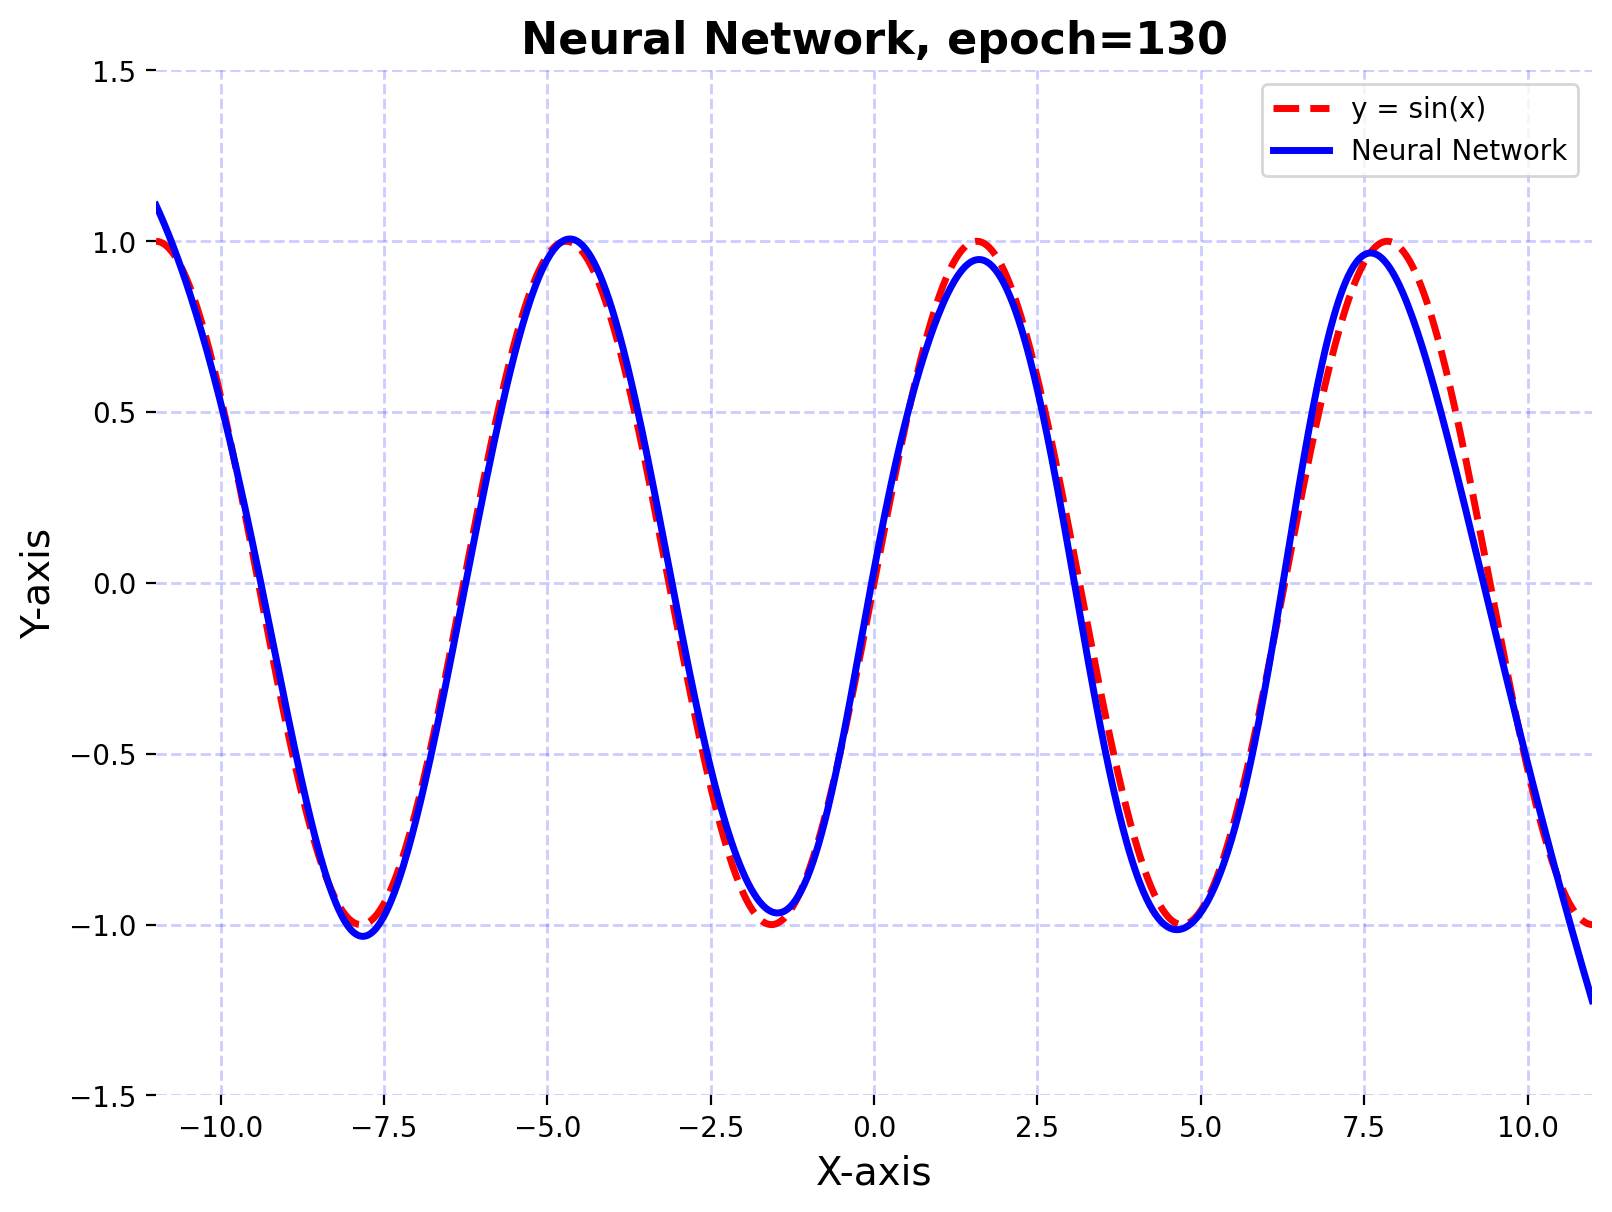 Neural Network, epoch=130
1.5
y = sin(x)
Neural Network
1.0
0.5
0.0
−0.5
−1.0
−1.5
Y-axis
−10.0 −7.5 −5.0 −2.5 0.0 2.5 5.0 7.5 10.0
X-axis